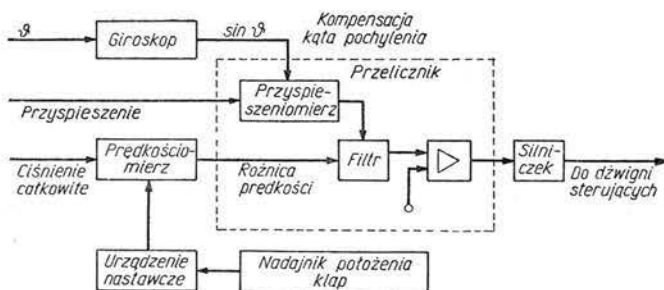 Kompensacja
kąta pochylenia
ϑ
Giroskop
sin ϑ
Przelicznik
Przyspie-
szeniomierz
Przyspieszenie
Prędkościo-
mierz
Ciśnienie
całkowite
Różnica
prędkości
Filtr
Silni-
czek
Do dźwigni
sterujących
Urządzenie
nastawcze
Nadajnik położenia
klap